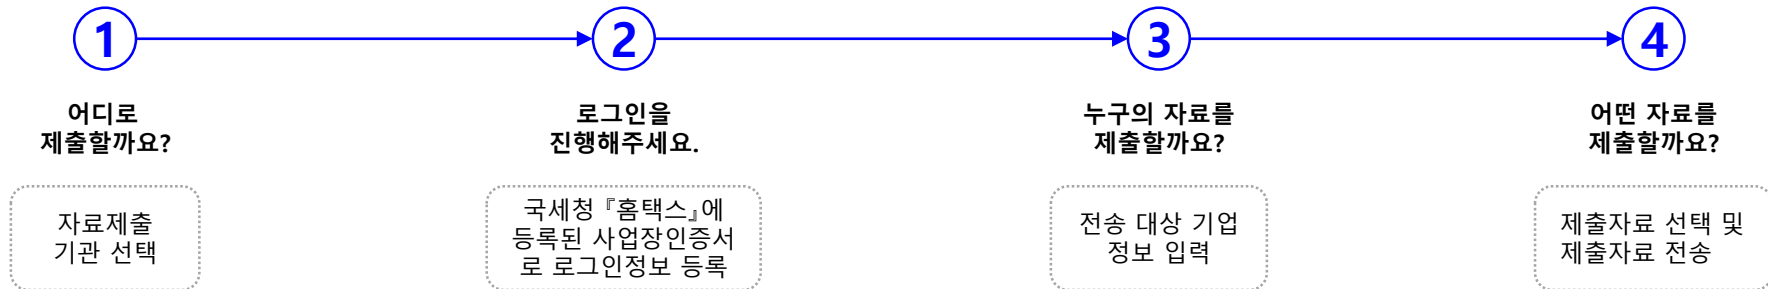 1
2
3
4
어디로
제출할까요?
로그인을
진행해주세요.
누구의 자료를
제출할까요?
어떤 자료를
제출할까요?
자료제출
기관 선택
국세청 『홈택스』에
등록된 사업장인증서
로 로그인정보 등록
전송 대상 기업
정보 입력
제출자료 선택 및
제출자료 전송